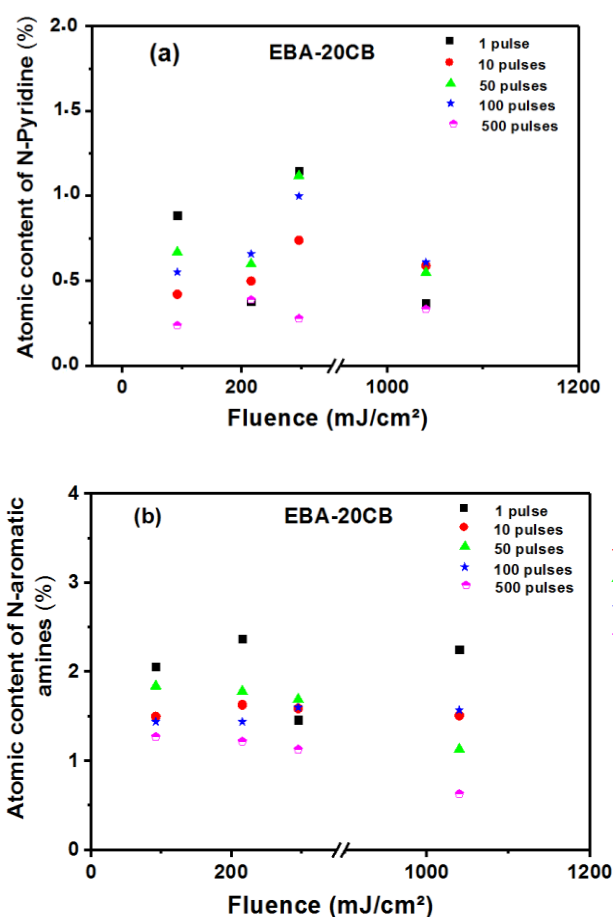 Atomic content of N-Pyridine (%)
2.0
1.5
1.0
0.5
0.0
(a)
EBA-20CB
1 pulse
10 pulses
50 pulses
100 pulses
500 pulses
0
200
1000
1200
Fluence (mJ/cm²)
Atomic content of N-aromatic
amines (%)
4
3
2
1
0
(b)
EBA-20CB
1 pulse
10 pulses
50 pulses
100 pulses
500 pulses
0
200
1000
1200
Fluence (mJ/cm²)